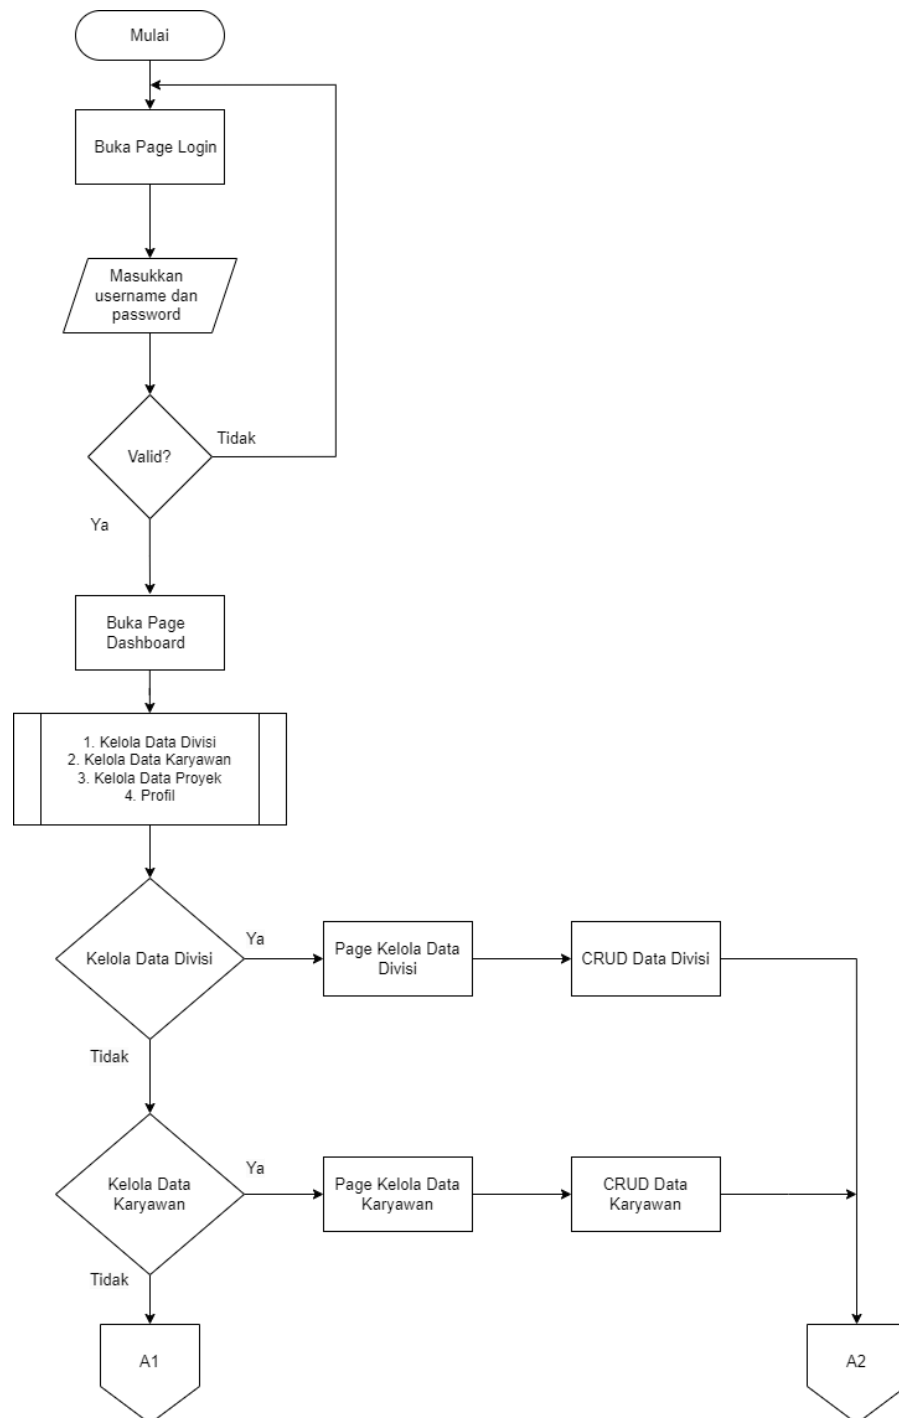 Mulai
Buka Page Login
Masukkan
username dan
password
Valid?
Tidak
Ya
Buka Page
Dashboard
1. Kelola Data Divisi
2. Kelola Data Karyawan
3. Kelola Data Proyek
4. Profil
Kelola Data Divisi
Ya
Page Kelola Data
Divisi
CRUD Data Divisi
Tidak
Kelola Data
Karyawan
Ya
Page Kelola Data
Karyawan
CRUD Data
Karyawan
Tidak
A1
A2